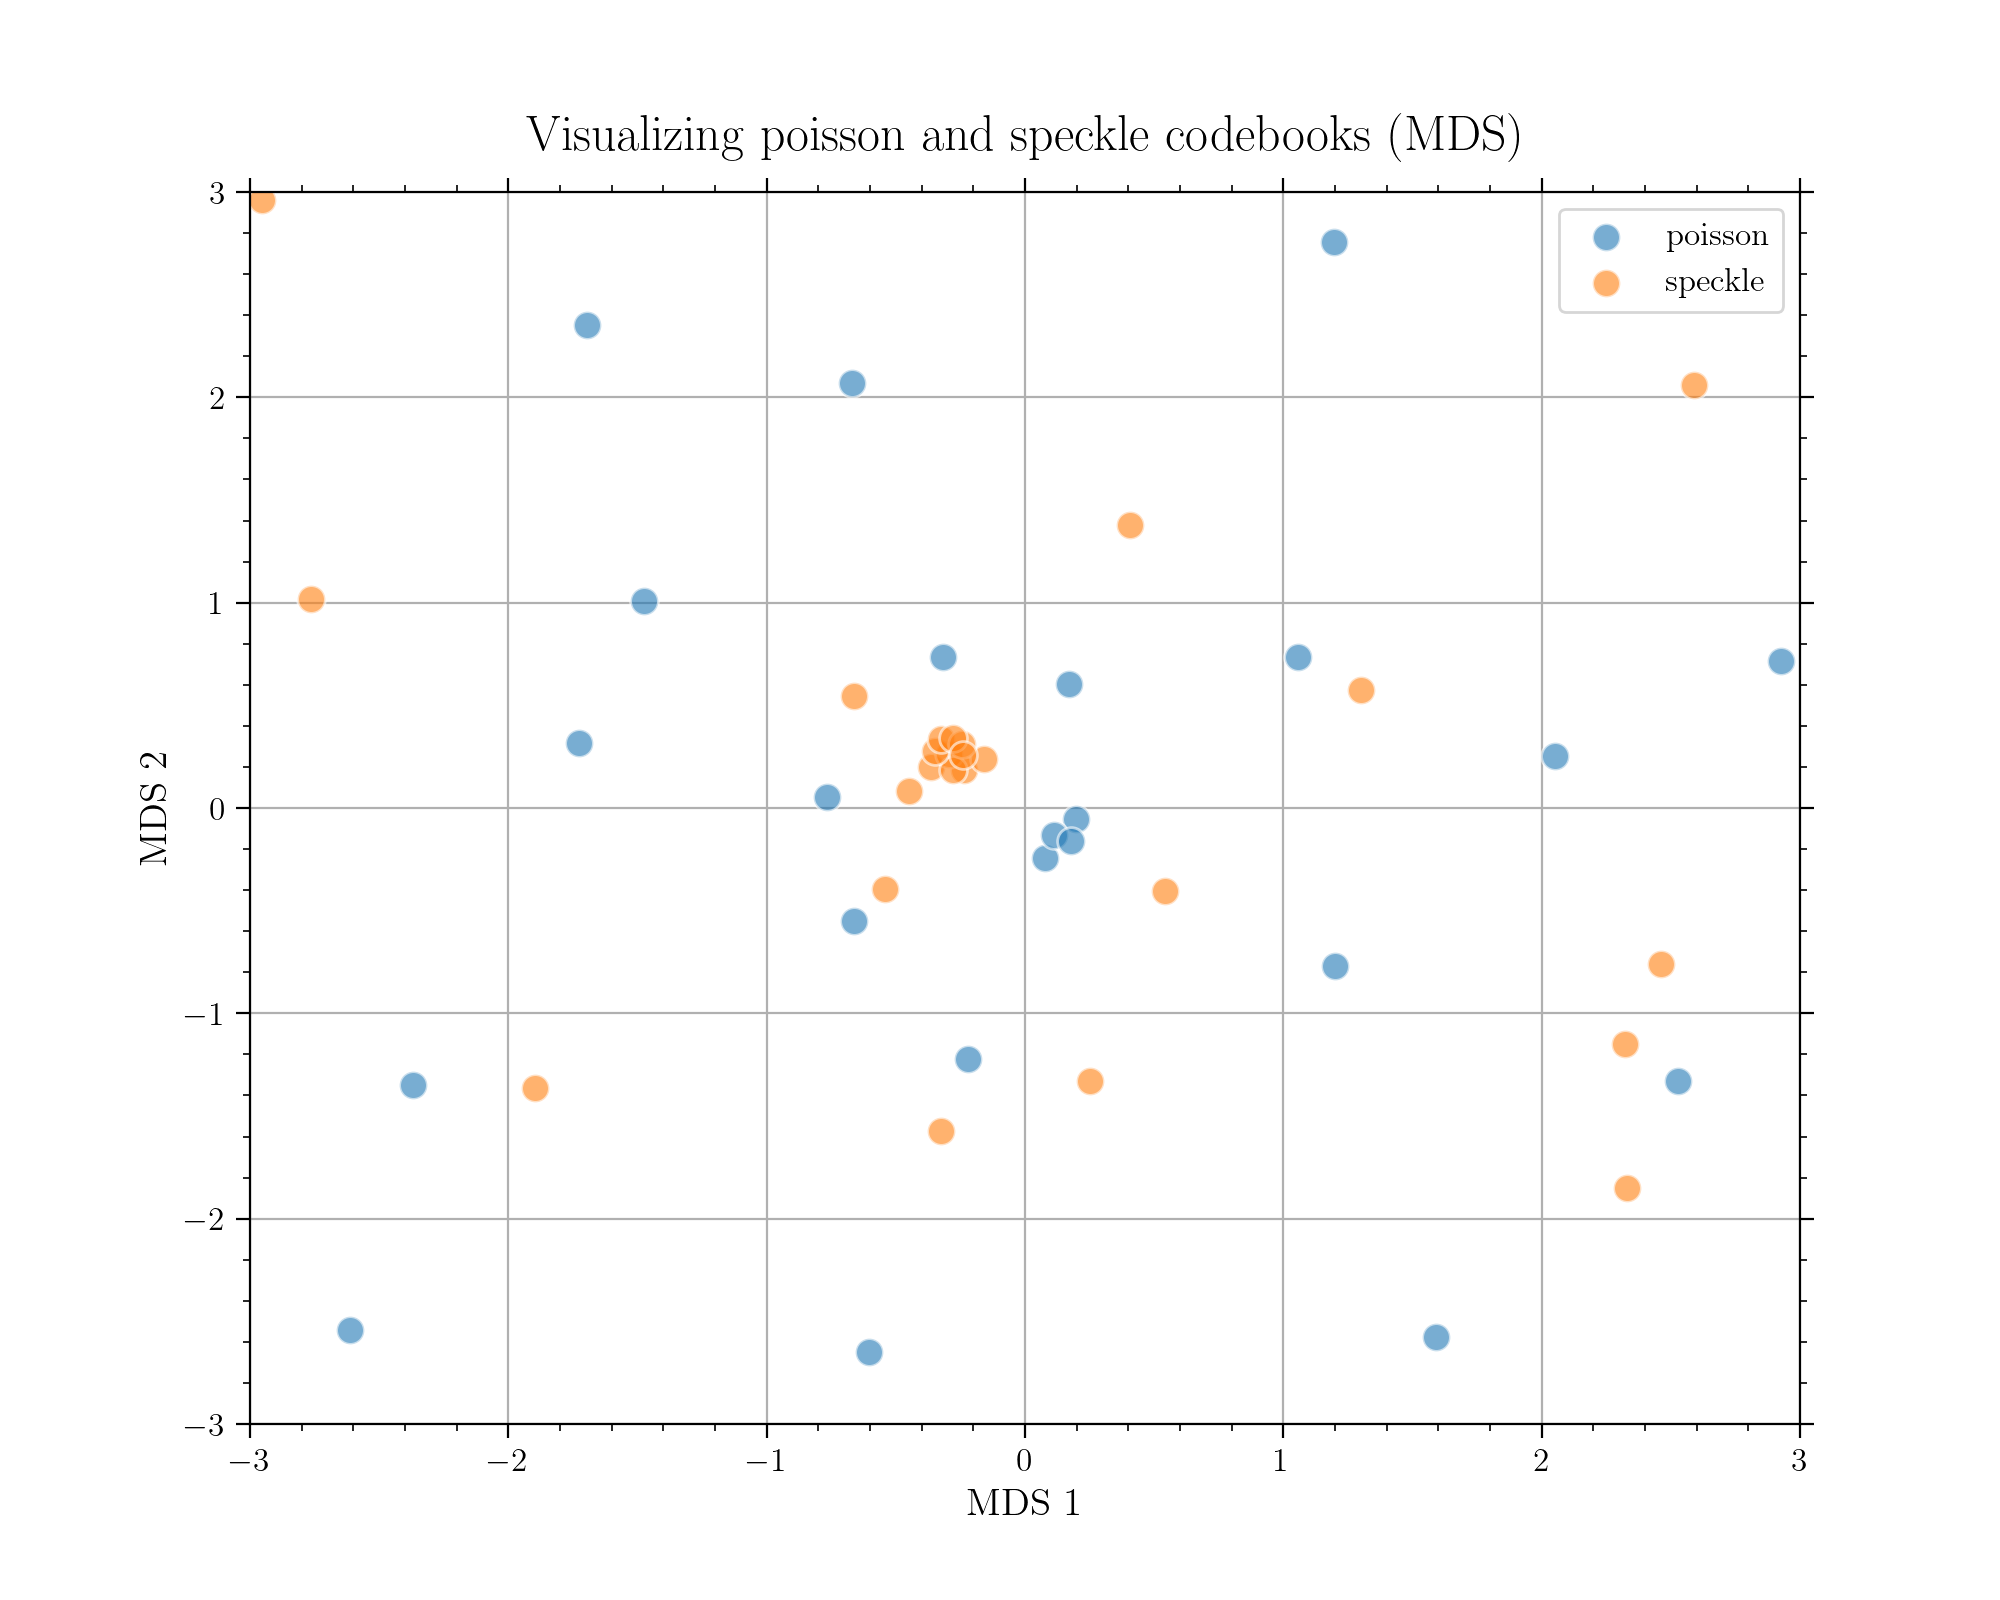 Visualizing poisson and speckle codebooks (MDS)
poisson
speckle
3
2
1
0
−1
−2
−3
MDS 2
−3
−2
−1
0
1
2
3
MDS 1